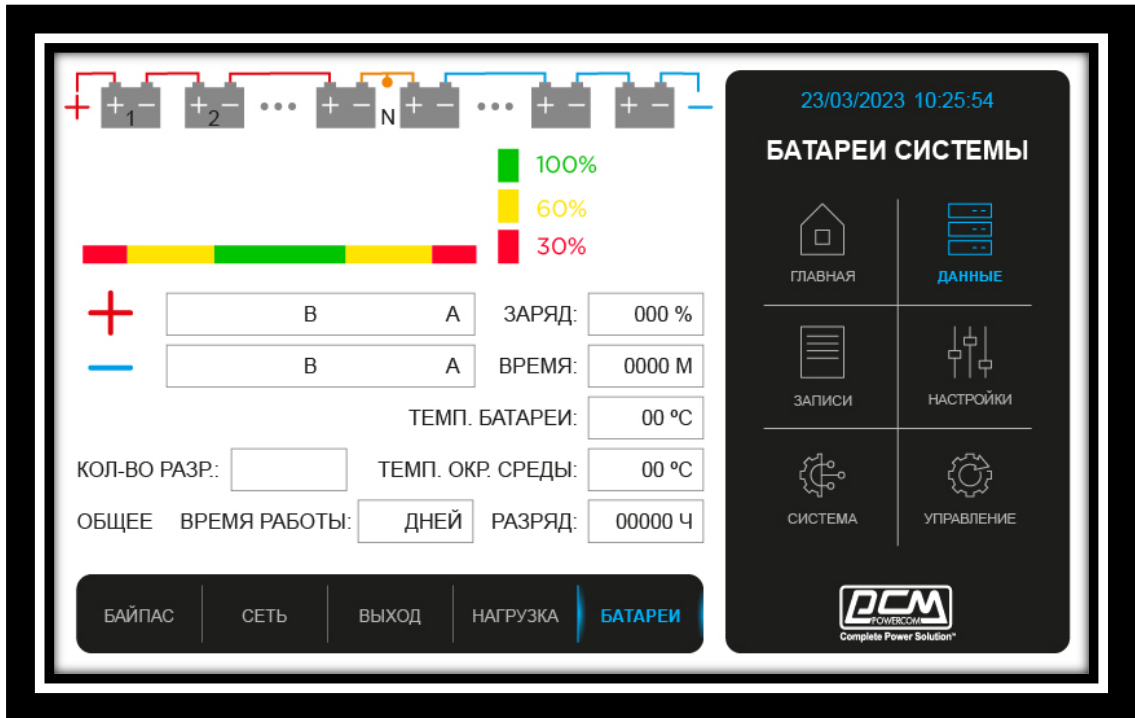 + + − 1 + − 2 ••• + − N + − ••• + − + − −
100%
60%
30%
+ В А ЗАРЯД: 000 %
− В А ВРЕМЯ: 0000 М
ТЕМП. БАТАРЕИ: 00 ºC
КОЛ-ВО РАЗР.: ТЕМП. ОКР. СРЕДЫ: 00 ºC
ОБЩЕЕ ВРЕМЯ РАБОТЫ: ДНЕЙ РАЗРЯД: 00000 Ч
БАЙПАС СЕТЬ ВЫХОД НАГРУЗКА БАТАРЕИ
23/03/2023 10:25:54
БАТАРЕИ СИСТЕМЫ
ГЛАВНАЯ ДАННЫЕ
ЗАПИСИ НАСТРОЙКИ
СИСТЕМА УПРАВЛЕНИЕ
PCM
POWERCOM
Complete Power Solution"